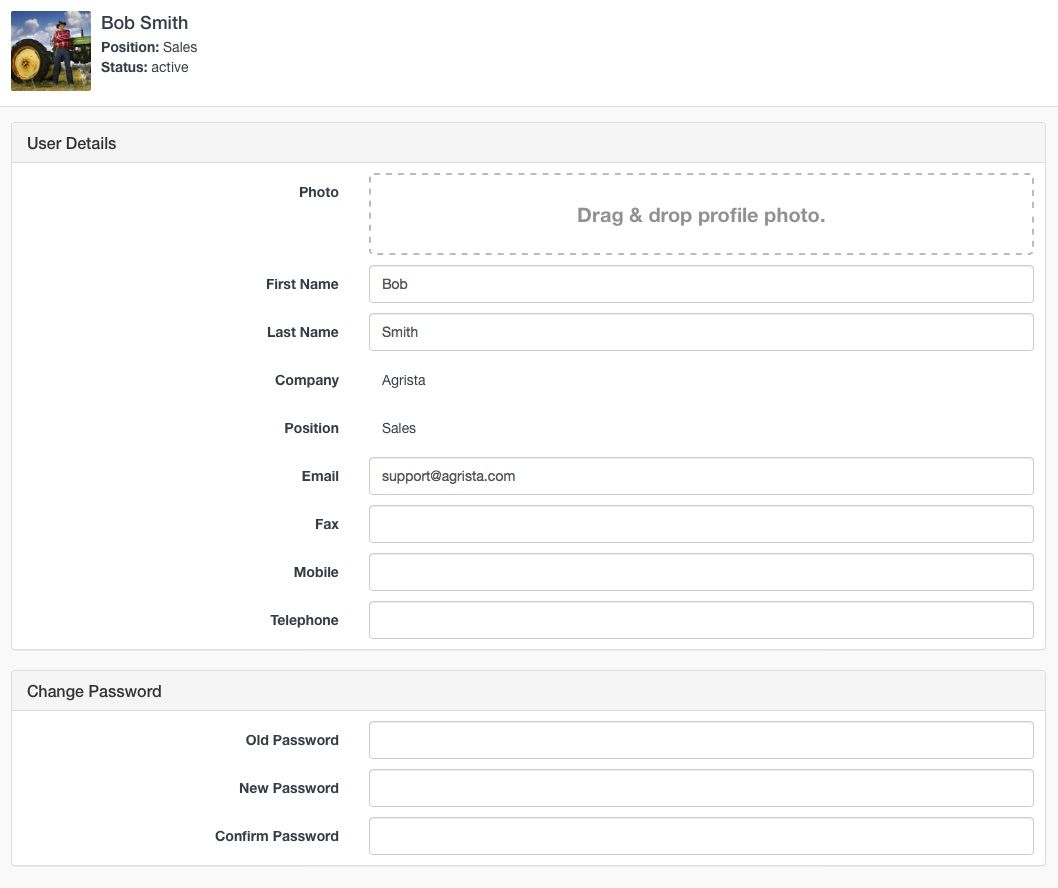 Bob Smith
Position: Sales
Status: active
User Details
Photo
Drag & drop profile photo.
First Name Bob
Last Name Smith
Company Agrista
Position Sales
Email support@agrista.com
Fax
Mobile
Telephone
Change Password
Old Password
New Password
Confirm Password